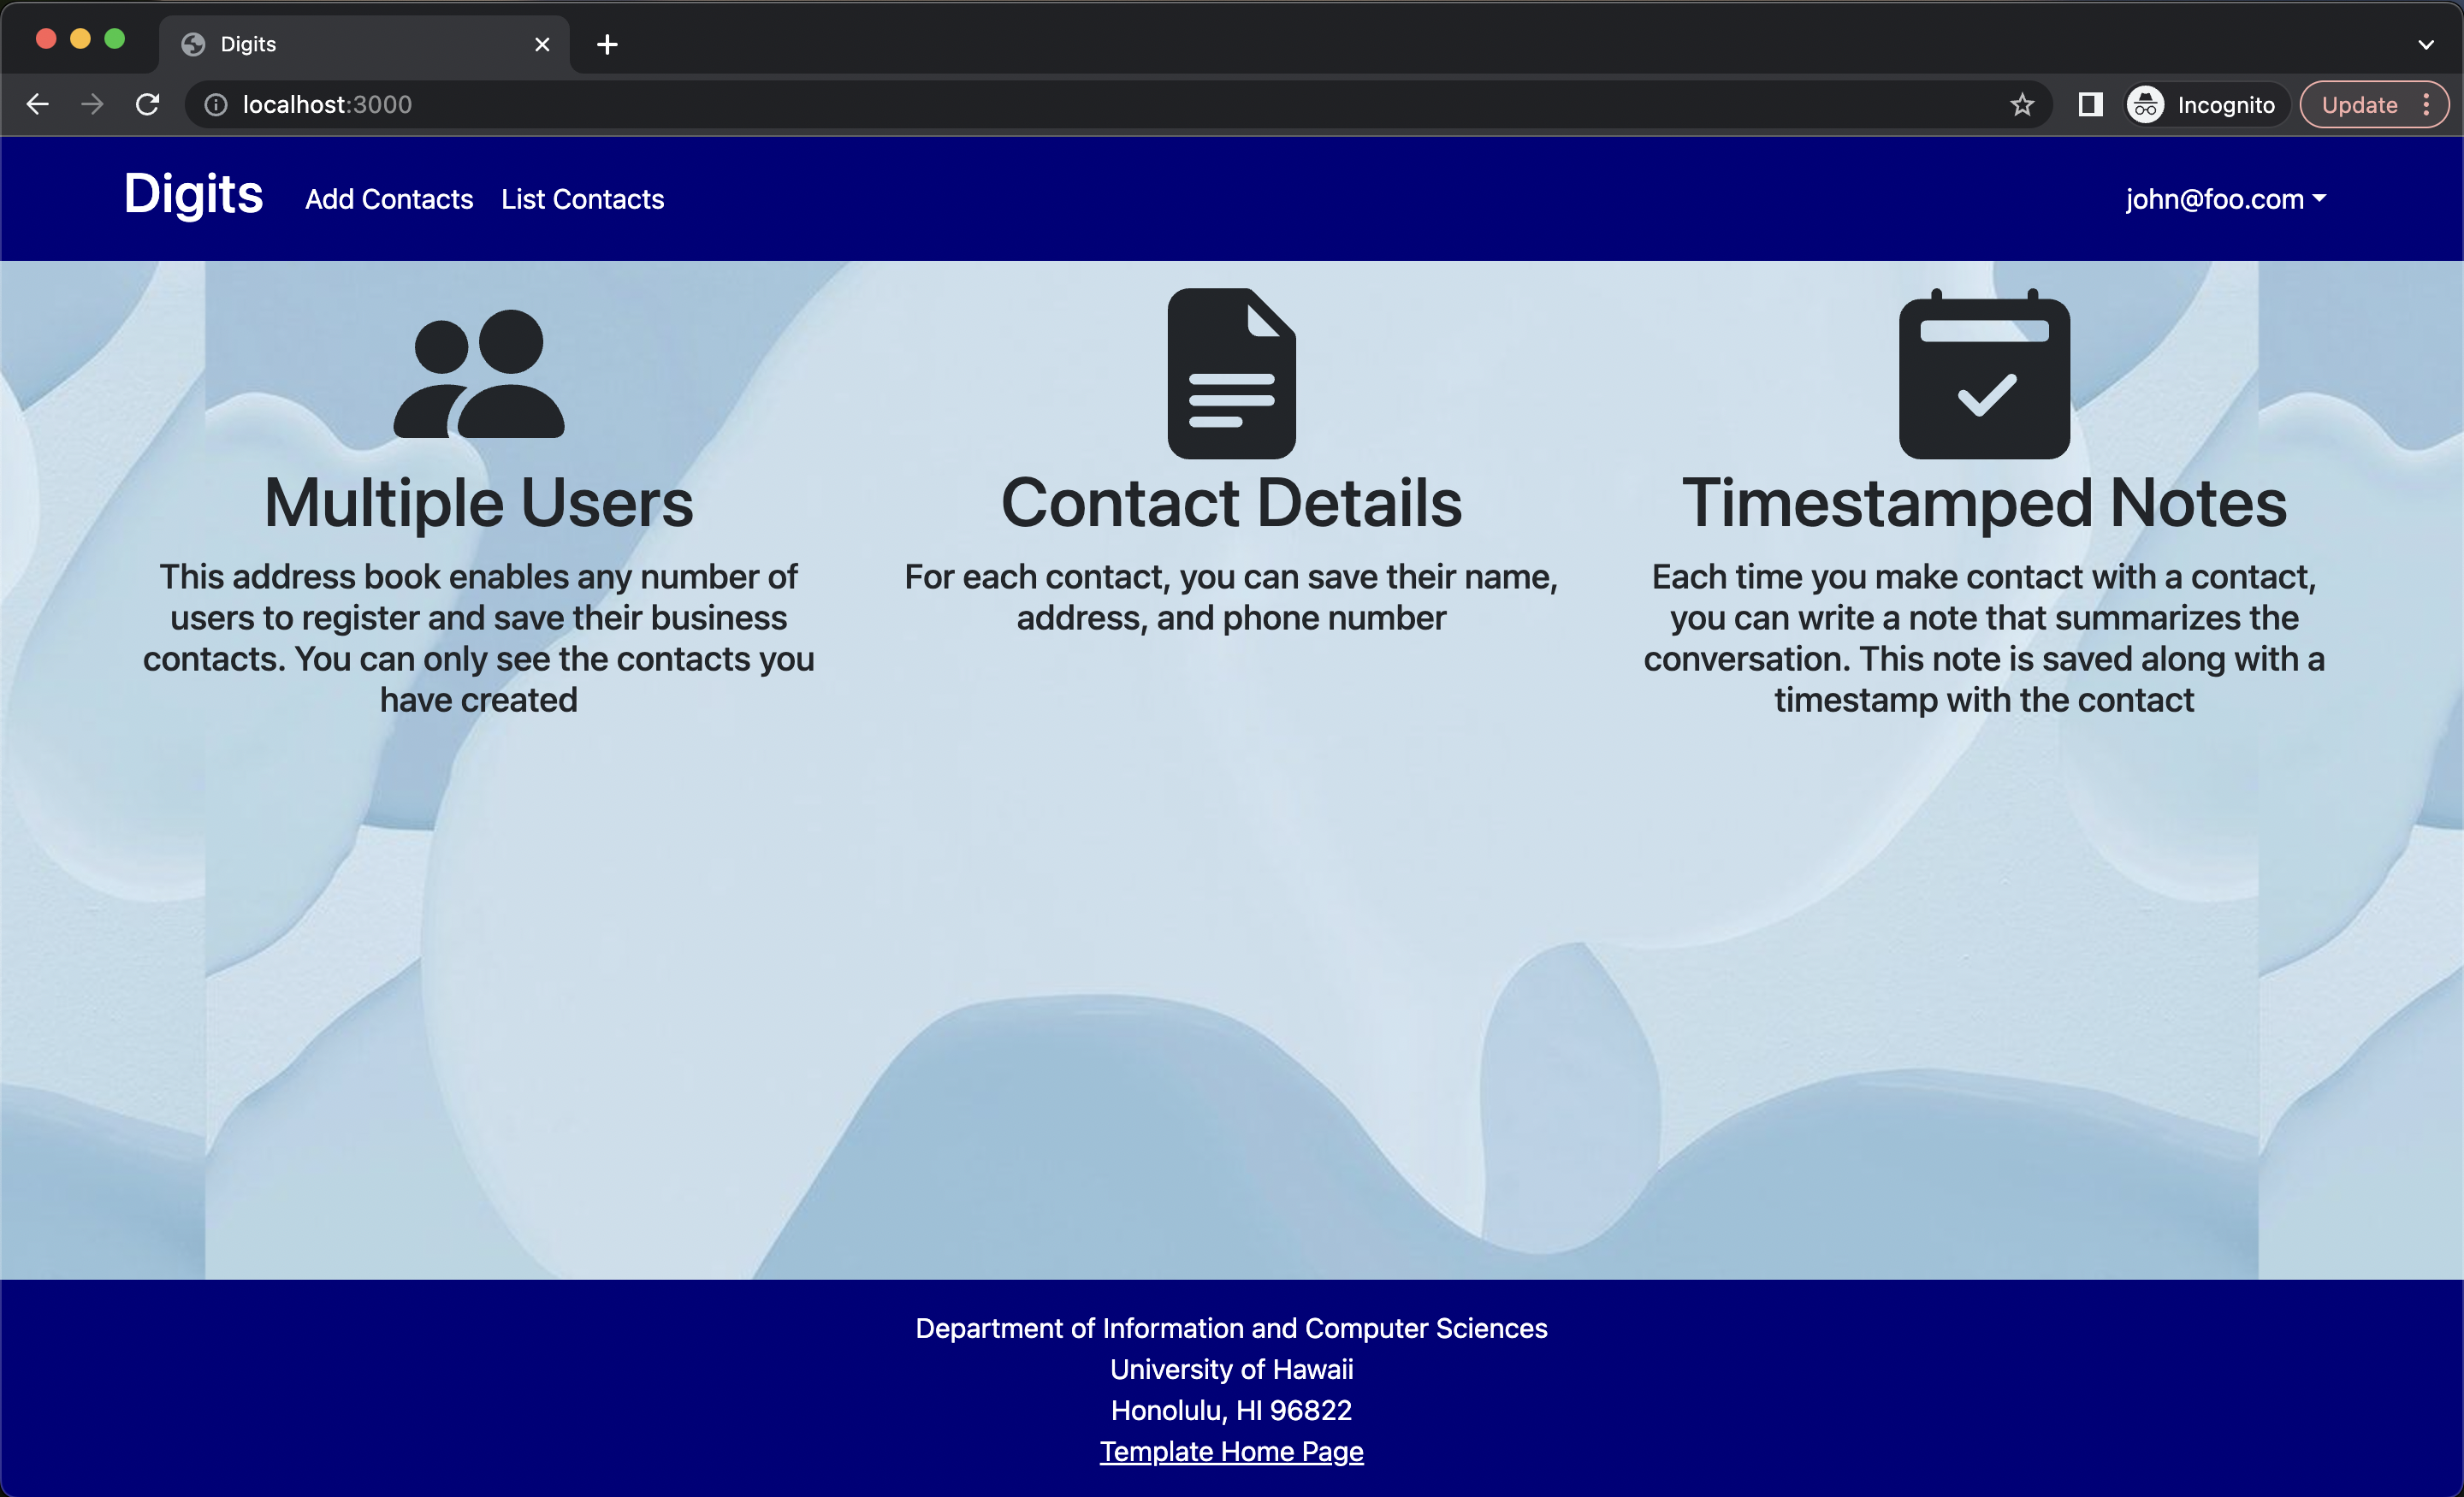 Digits
localhost:3000
Incognito
Update
Digits Add Contacts List Contacts john@foo.com
Multiple Users
This address book enables any number of
users to register and save their business
contacts. You can only see the contacts you
have created
Contact Details
For each contact, you can save their name,
address, and phone number
Timestamped Notes
Each time you make contact with a contact,
you can write a note that summarizes the
conversation. This note is saved along with a
timestamp with the contact
Department of Information and Computer Sciences
University of Hawaii
Honolulu, HI 96822
Template Home Page